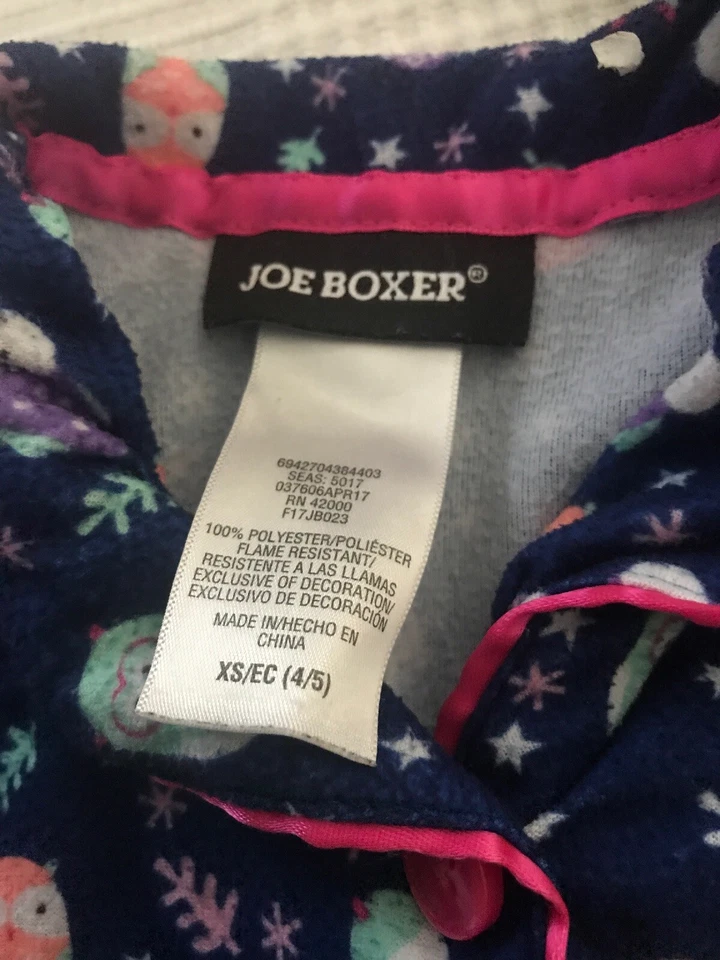 JOE BOXER®
6942704384403
SEAS: 5017
037606APR17
RN 42000
F17JB023
100% POLYESTER/POLIÉSTER
FLAME RESISTANT/
RESISTENTE A LAS LLAMAS
EXCLUSIVE OF DECORATION/
EXCLUSIVO DE DECORACIÓN
MADE IN/HECHO EN
CHINA
XS/EC (4/5)